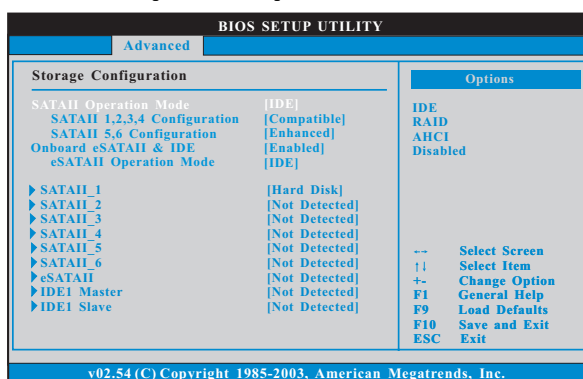 BIOS SETUP UTILITY
Advanced
Storage Configuration
SATAII Operation Mode [IDE]
SATAII 1,2,3,4 Configuration [Compatible]
SATAII 5,6 Configuration [Enhanced]
Onboard eSATAII & IDE [Enabled]
eSATAII Operation Mode [IDE]
SATAII_1 [Hard Disk]
SATAII_2 [Not Detected]
SATAII_3 [Not Detected]
SATAII_4 [Not Detected]
SATAII_5 [Not Detected]
SATAII_6 [Not Detected]
eSATAII [Not Detected]
IDE1 Master [Not Detected]
IDE1 Slave [Not Detected]
Options
IDE
RAID
AHCI
Disabled
↔ Select Screen
↑↓ Select Item
+- Change Option
F1 General Help
F9 Load Defaults
F10 Save and Exit
ESC Exit
v02.54 (C) Copyright 1985-2003, American Megatrends, Inc.